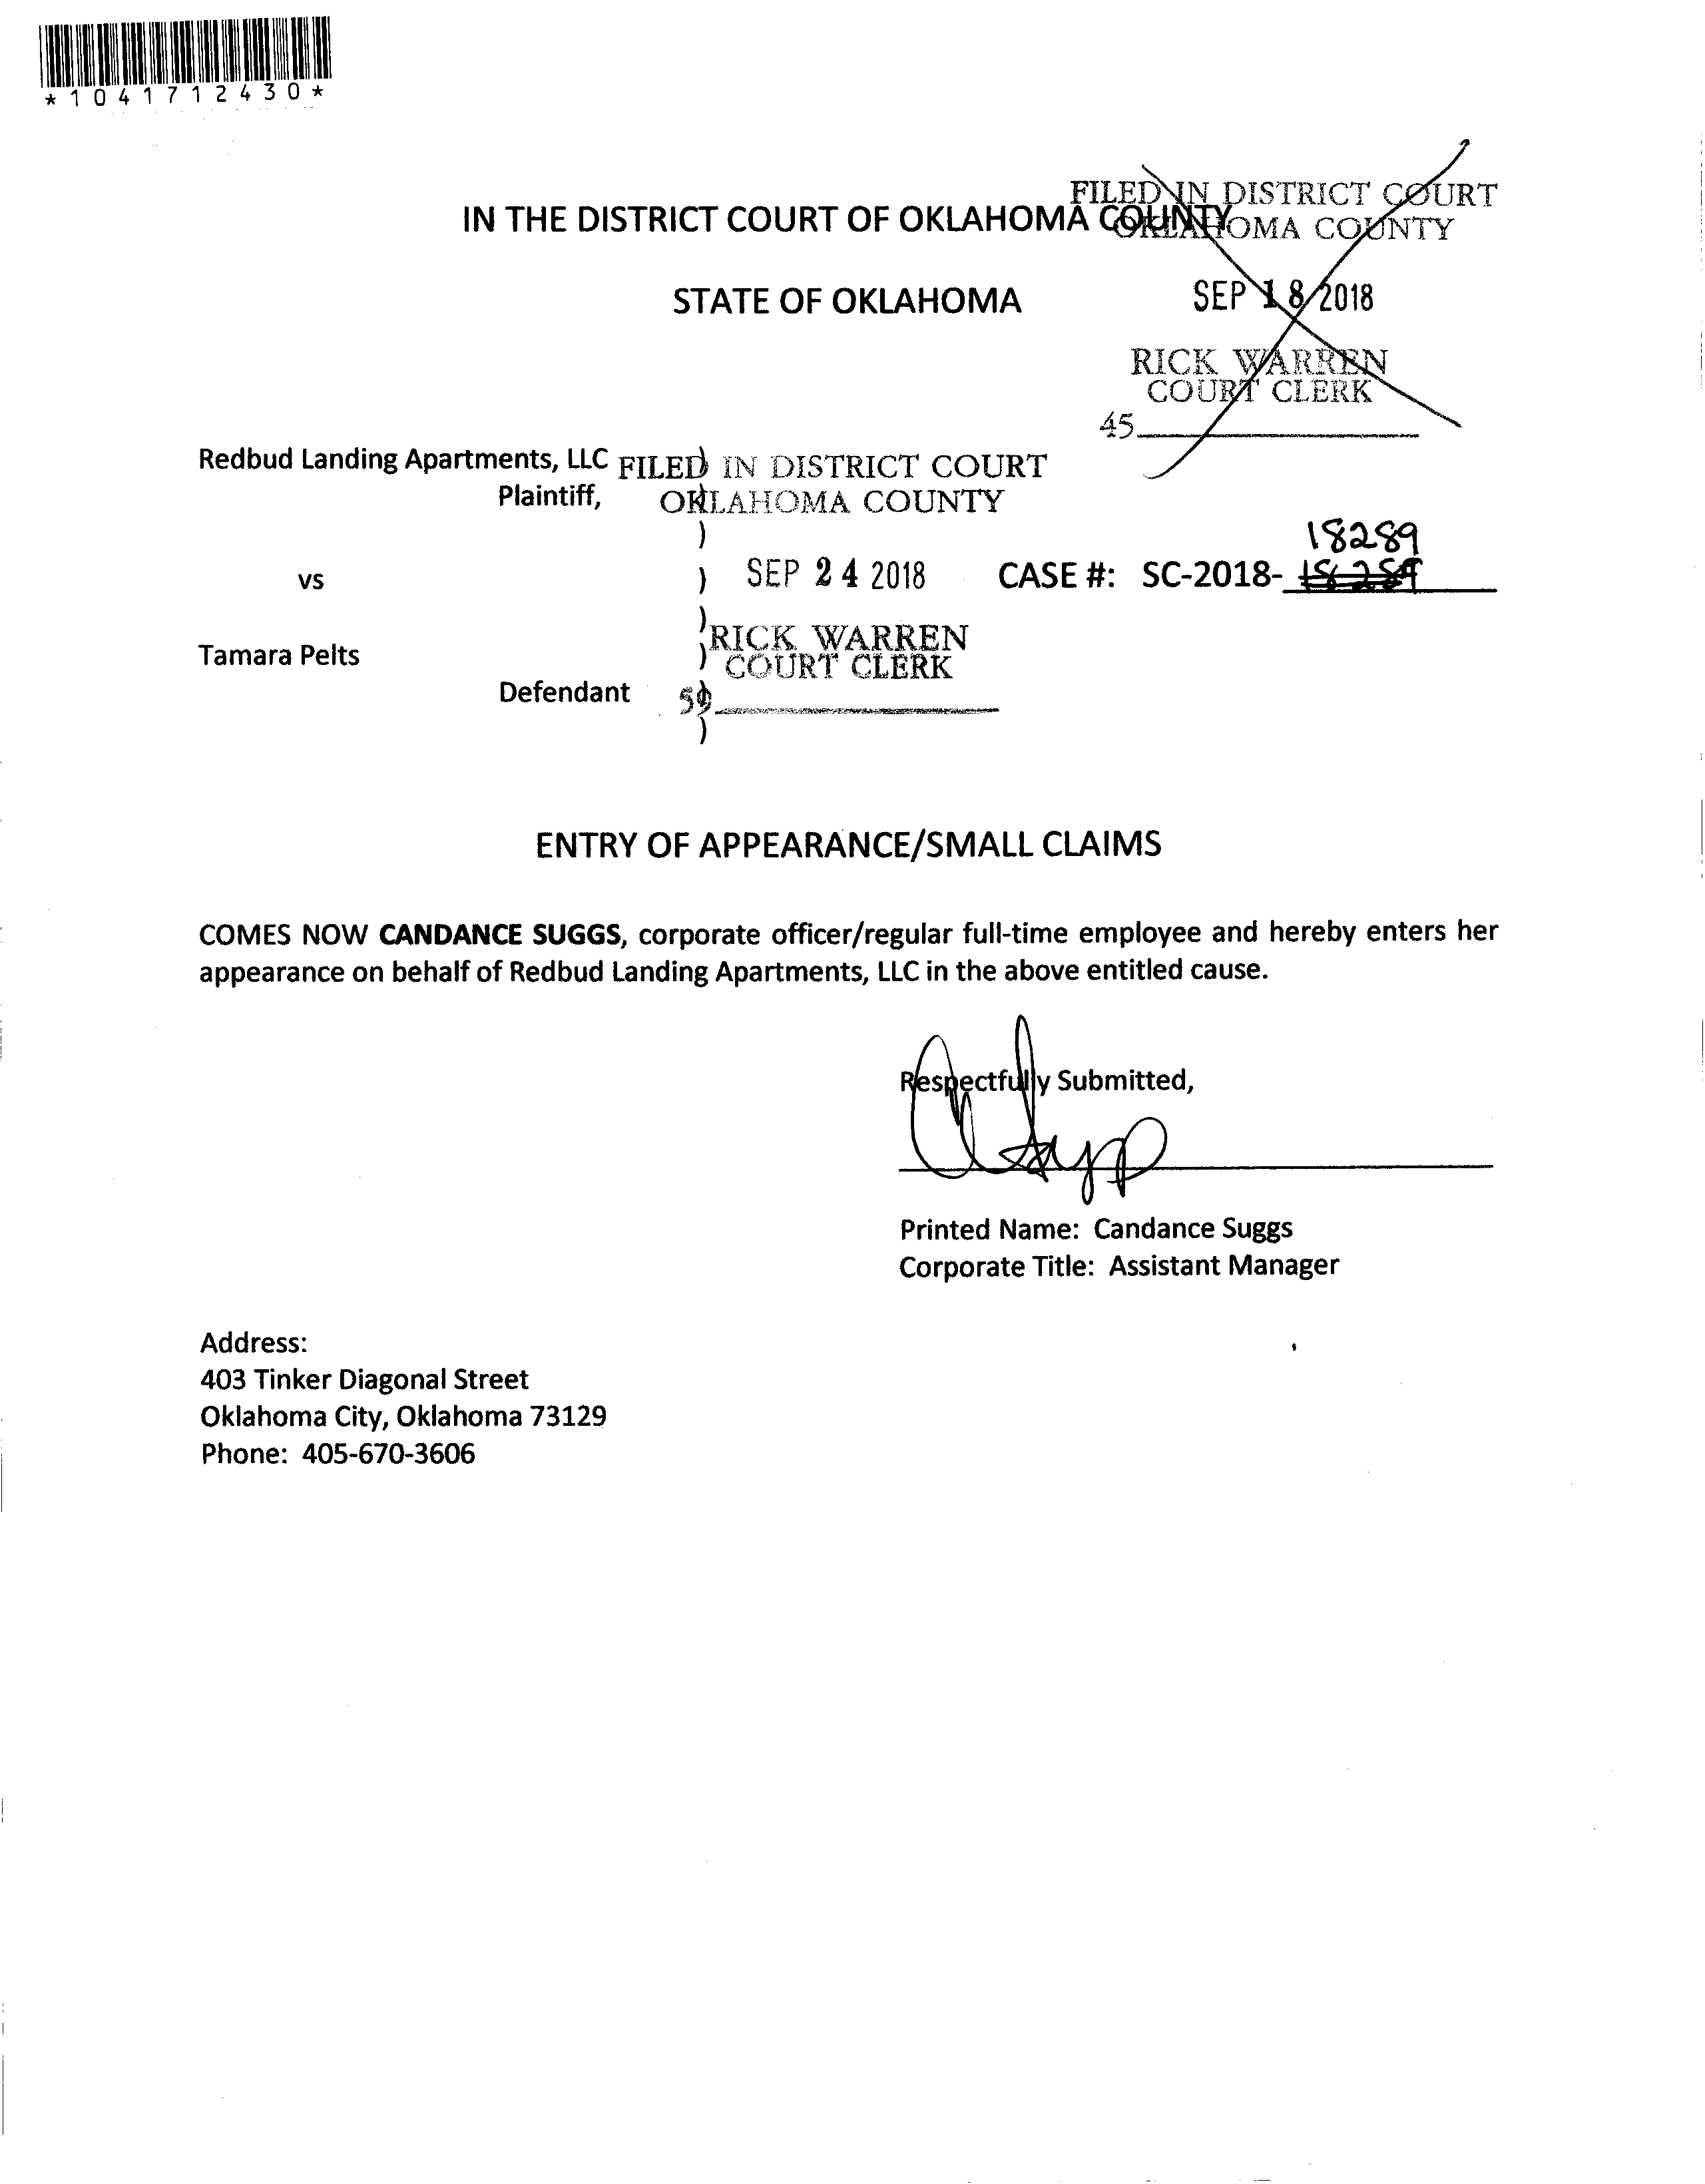 *1041712430*
FILED IN DISTRICT COURT
IN THE DISTRICT COURT OF OKLAHOMA COUNTY
OKLAHOMA COUNTY
STATE OF OKLAHOMA
SEP 18 2018
RICK WARREN
COURT CLERK
45
Redbud Landing Apartments, LLC ) FILED IN DISTRICT COURT
Plaintiff, ) OKLAHOMA COUNTY
)
18289
vs ) SEP 24 2018 CASE #: SC-2018-
)
RICK WARREN
Tamara Pelts ) COURT CLERK
Defendant )
)
ENTRY OF APPEARANCE/SMALL CLAIMS
COMES NOW CANDANCE SUGGS, corporate officer/regular full-time employee and hereby enters her
appearance on behalf of Redbud Landing Apartments, LLC in the above entitled cause.
Respectfully Submitted,
Printed Name: Candance Suggs
Corporate Title: Assistant Manager
Address:
403 Tinker Diagonal Street
Oklahoma City, Oklahoma 73129
Phone: 405-670-3606